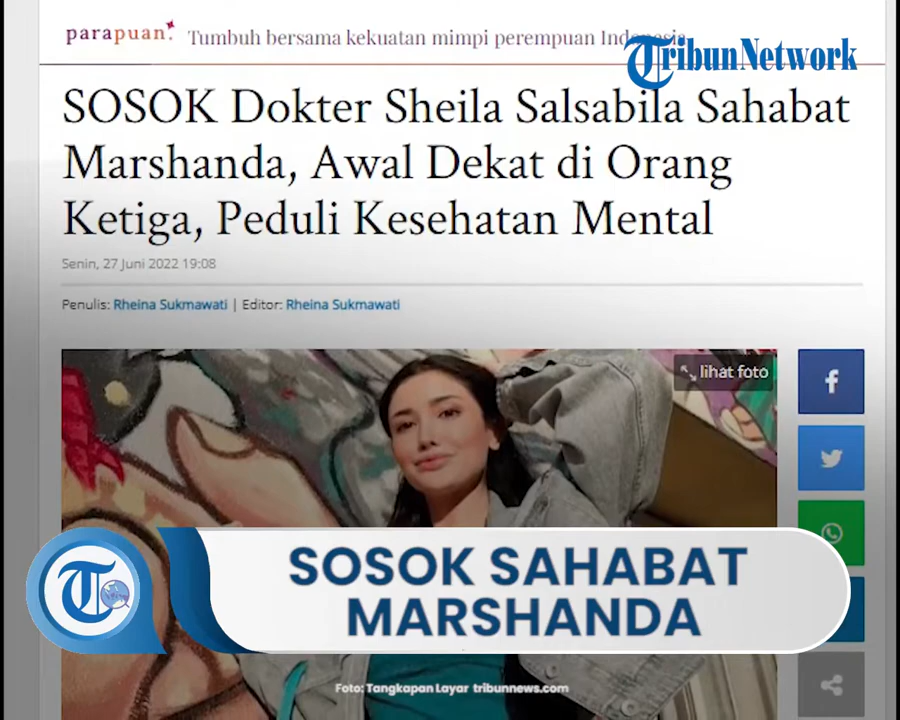 parapuan.
Tumbuh bersama kekuatan mimpi perempuan Indonesia
TribunNetwork
SOSOK Dokter Sheila Salsabila Sahabat
Marshanda, Awal Dekat di Orang
Ketiga, Peduli Kesehatan Mental
Senin, 27 Juni 2022 19:08
Penulis: Rheina Sukmawati | Editor: Rheina Sukmawati
lihat foto
f
T
SOSOK SAHABAT
MARSHANDA
Foto: Tangkapan Layar tribunnews.com